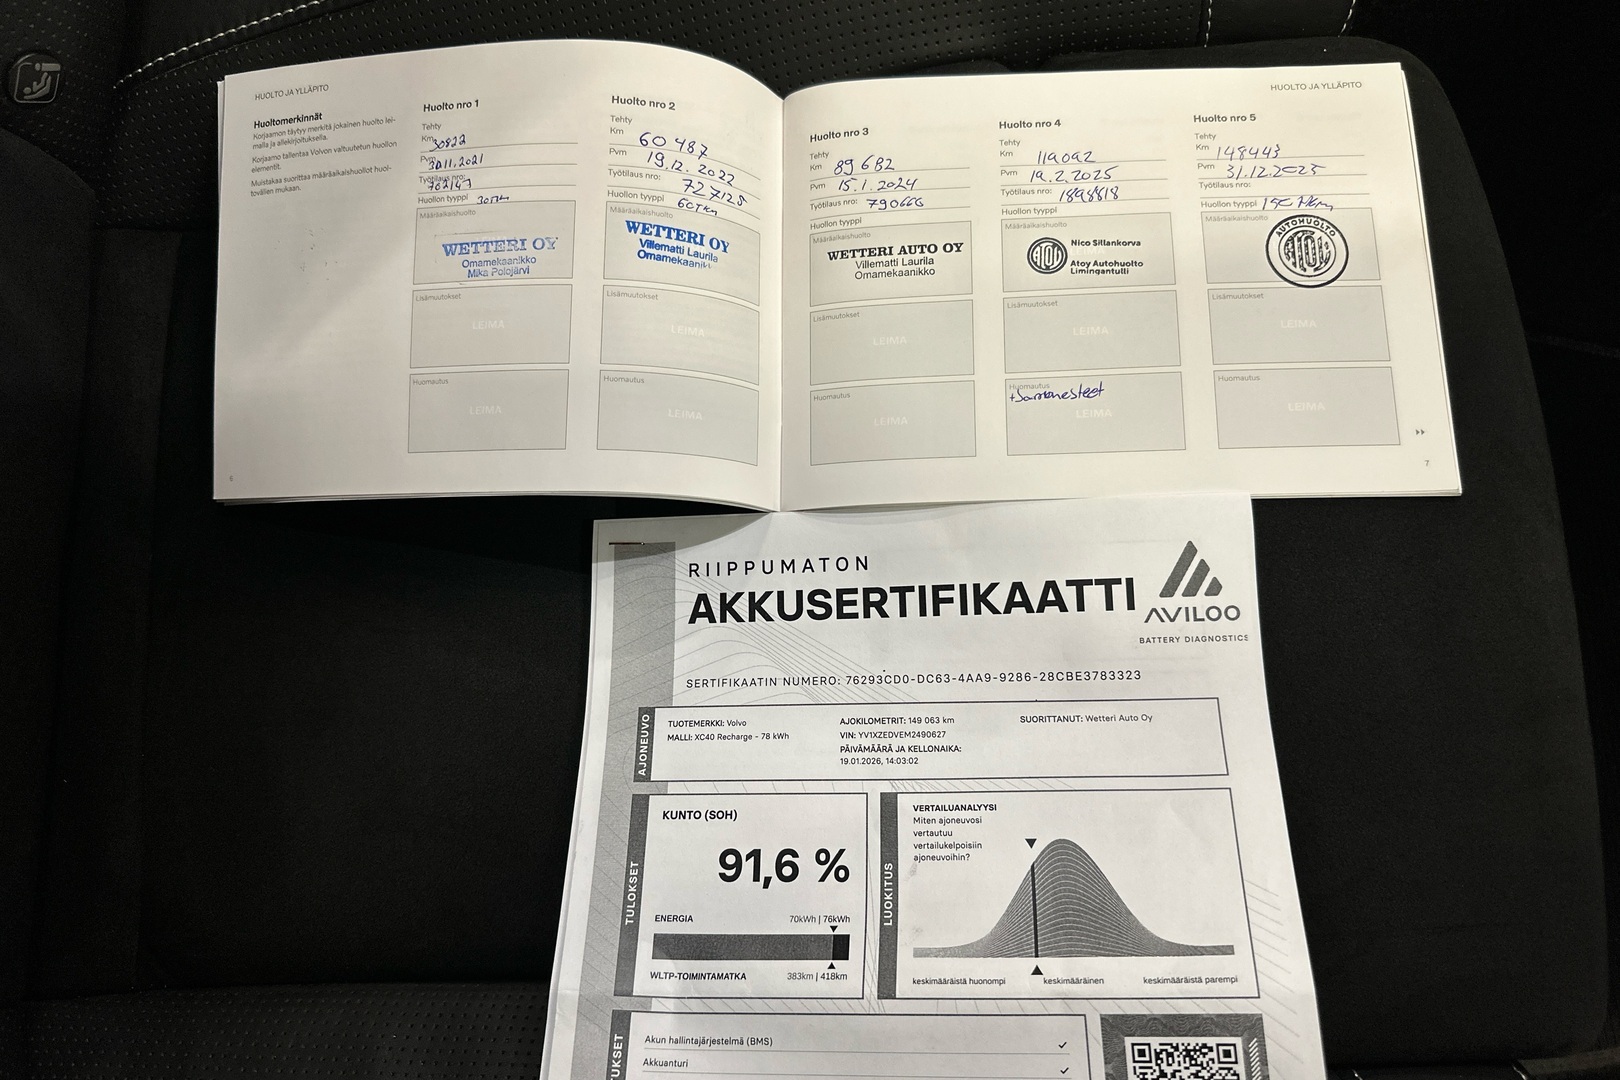 HUOLTO JA YLLÄPITO
Huoltomerkinnät
Korjaamon täytyy merkitä jokainen huolto lei-
malla ja allekirjoituksella.
Korjaamo tallentaa Volvon valtuutetun huollon
elementit.
Muistakaa suorittaa määräaikaishuollot huol-
tovälien mukaan.
Huolto nro 1
Tehty
Km 30822
Pvm 30.11.2021
Työtilaus nro:
Huollon tyyppi 30Tkm
Määräaikaishuolto
WETTERI OY
Omamekaanikko
Mika Polojärvi
Lisämuutokset
LEIMA
Huomautus
LEIMA
6
Huolto nro 2
Tehty
Km 60 487
Pvm 19.12.2022
Työtilaus nro: 727125
Huollon tyyppi 60Tkm
Määräaikaishuolto
WETTERI OY
Villematti Laurila
Omamekaanikko
Lisämuutokset
LEIMA
Huomautus
LEIMA
HUOLTO JA YLLÄPITO
Huolto nro 3
Tehty
Km 89 682
Pvm 15.1.2024
Työtilaus nro: 790666
Huollon tyyppi
Määräaikaishuolto
WETTERI AUTO OY
Villematti Laurila
Omamekaanikko
Lisämuutokset
LEIMA
Huomautus
LEIMA
Huolto nro 4
Tehty
Km 119092
Pvm 19.2.2025
Työtilaus nro: 1898818
Huollon tyyppi
Määräaikaishuolto
Nico Sillankorva
Atoy Autohuolto
Limingantulli
Lisämuutokset
LEIMA
Huomautus
+Jarrunesteet
LEIMA
Huolto nro 5
Tehty
Km 148443
Pvm 31.12.2025
Työtilaus nro:
Huollon tyyppi 150 Tkm
Määräaikaishuolto
AUTOHUOLTO
Lisämuutokset
LEIMA
Huomautus
LEIMA
7
RIIPPUMATON
AKKUSERTIFIKAATTI
AVILOO
BATTERY DIAGNOSTICS
SERTIFIKAATIN NUMERO: 76293CD0-DC63-4AA9-9286-28CBE3783323
AJONEUVO
TUOTEMERKKI: Volvo
MALLI: XC40 Recharge - 78 kWh
AJOKILOMETRIT: 149 063 km
VIN: YV1XZEDVEM2490627
PÄIVÄMÄÄRÄ JA KELLONAIKA:
19.01.2026, 14:03:02
SUORITTANUT: Wetteri Auto Oy
TULOKSET
KUNTO (SOH)
91,6 %
ENERGIA 70kWh | 76kWh
WLTP-TOIMINTAMATKA 383km | 418km
LUOKITUS
VERTAILUANALYYSI
Miten ajoneuvosi
vertautuu
vertailukelpoisiin
ajoneuvoihin?
keskimääräistä huonompi keskimääräinen keskimääräistä parempi
Akun hallintajärjestelmä (BMS)
Akkuanturi